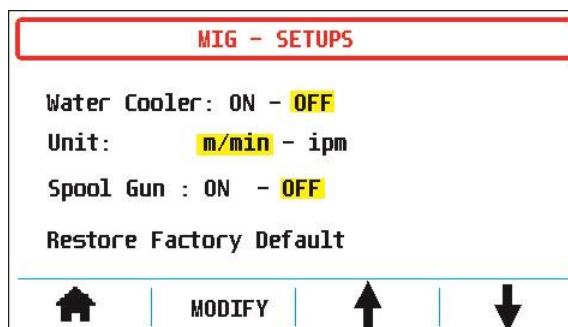 MIG - SETUPS
Water Cooler: ON - OFF
Unit: m/min - ipm
Spool Gun : ON - OFF
Restore Factory Default
MODIFY